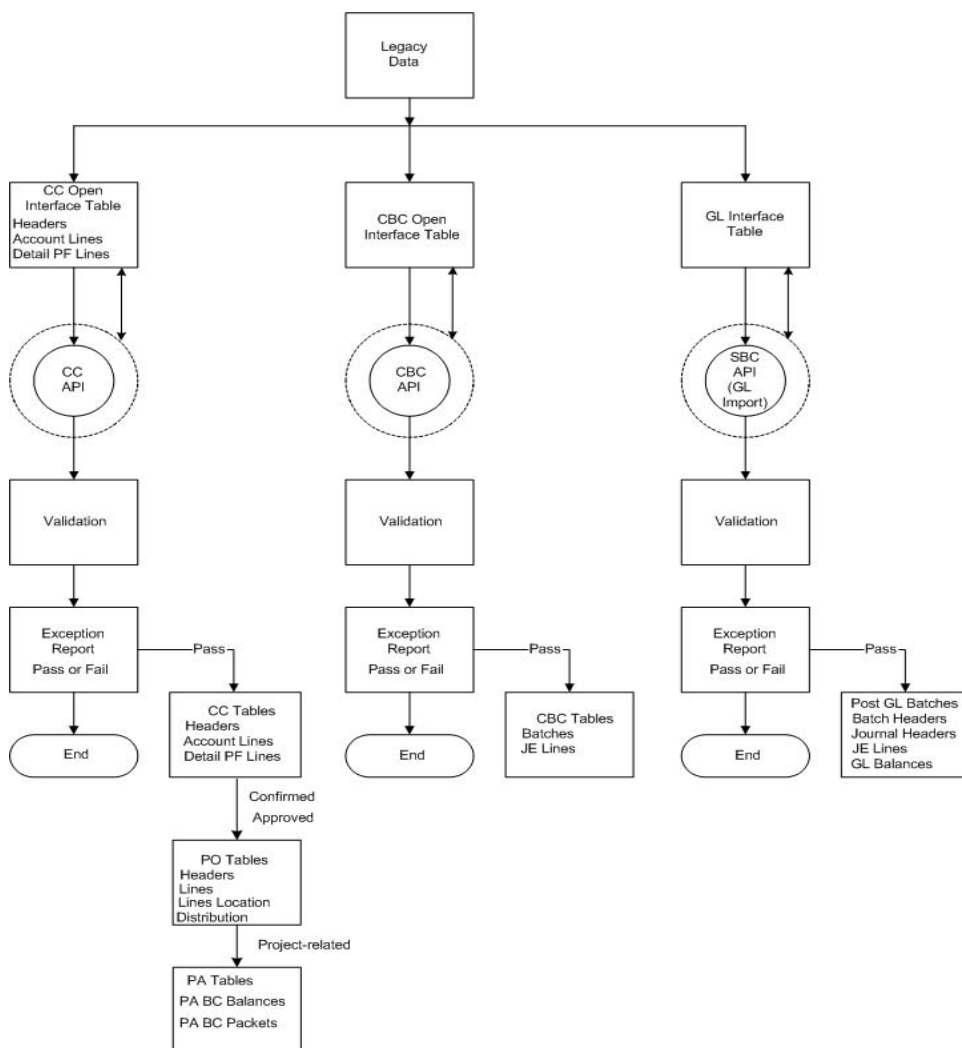 Legacy
Data
CC Open
Interface Table
Headers
Account Lines
Detail PF Lines
CBC Open
Interface Table
GL Interface
Table
CC
API
CBC
API
SBC
API
(GL
Import)
Validation
Validation
Validation
Exception
Report
Pass or Fail
Pass
Exception
Report
Pass or Fail
Pass
Exception
Report
Pass or Fail
Pass
End
CC Tables
Headers
Account Lines
Detail PF Lines
End
CBC Tables
Batches
JE Lines
End
Post GL Batches
Batch Headers
Journal Headers
JE Lines
GL Balances
Confirmed
Approved
PO Tables
Headers
Lines
Lines Location
Distribution
Project-related
PA Tables
PA BC Balances
PA BC Packets